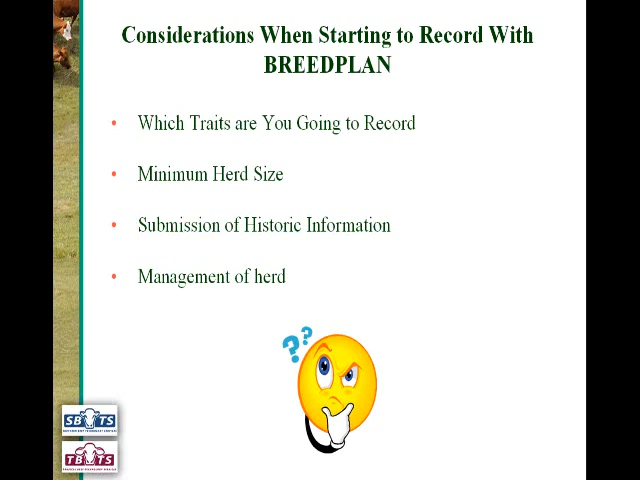 Considerations When Starting to Record With
BREEDPLAN
• Which Traits are You Going to Record
• Minimum Herd Size
• Submission of Historic Information
• Management of herd
??
SBTS
TBTS